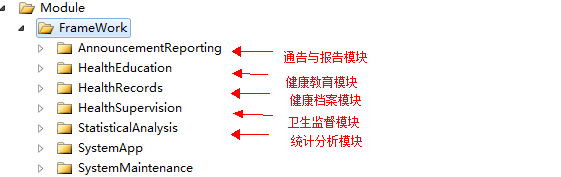 Module
FrameWork
AnnouncementReporting
通告与报告模块
HealthEducation
健康教育模块
HealthRecords
健康档案模块
HealthSupervision
卫生监督模块
StatisticalAnalysis
统计分析模块
SystemApp
SystemMaintenance